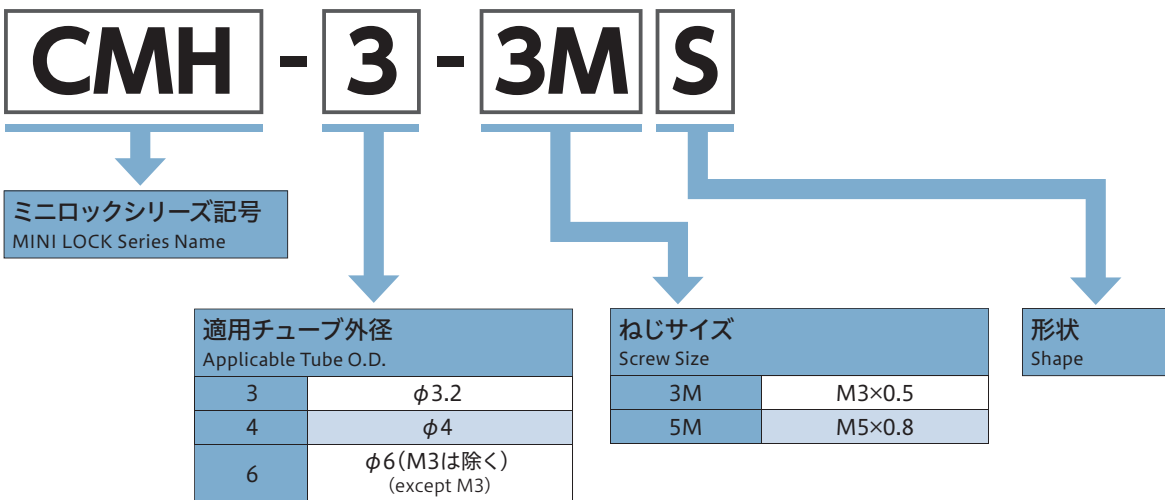 CMH - 3 - 3M S
ミニロックシリーズ記号
MINI LOCK Series Name
適用チューブ外径
Applicable Tube O.D.
3 φ3.2
4 φ4
6 φ6(M3は除く)
(except M3)
ねじサイズ
Screw Size
3M M3×0.5
5M M5×0.8
形状
Shape